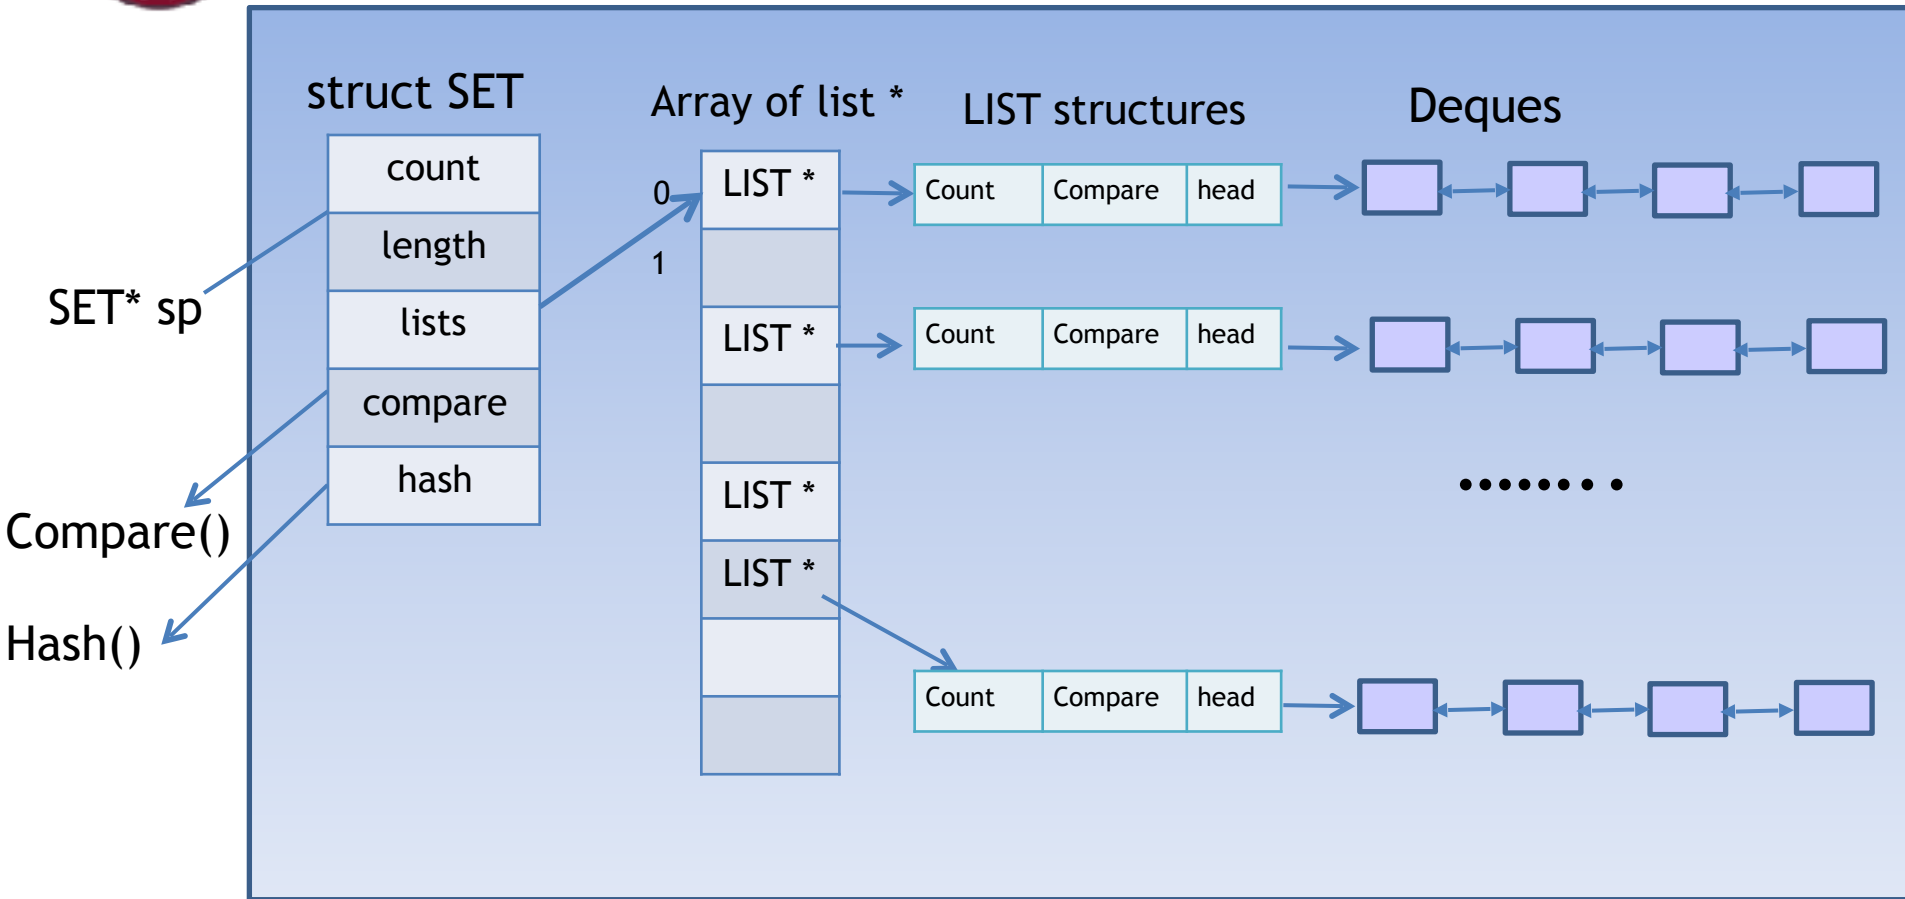 struct SET
Array of list *
LIST structures
Deques
count
length
lists
compare
hash
SET* sp
Compare()
Hash()
0
1
LIST *
LIST *
LIST *
LIST *
Count Compare head
Count Compare head
........
Count Compare head